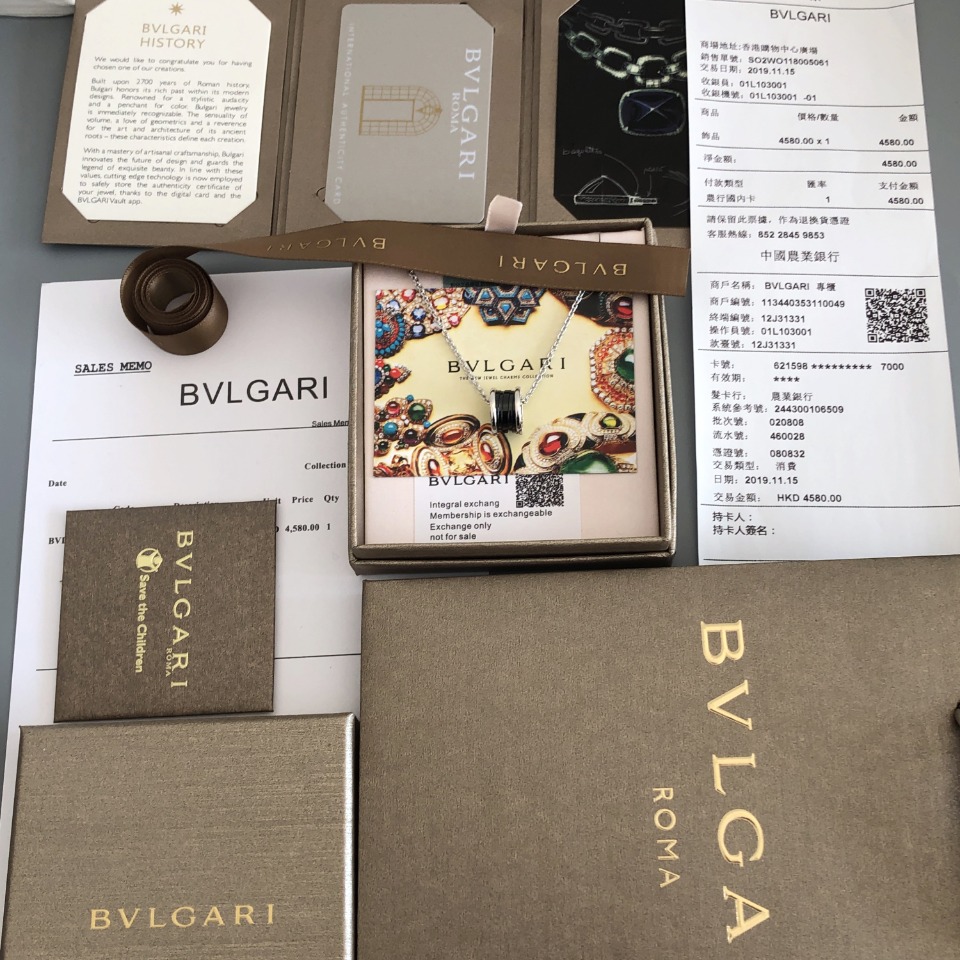 BVLGARI
HISTORY
We would like to congratulate you for having
chosen one of our creations.
Built upon 2700 years of Roman history,
Bulgari honors his rich past within its modern
designs. Renowned for a stylistic audacity
and a penchant for color, Bulgari jewelry
is immediately recognizable. The sensuality of
volume, a love of geometrics and a reverence
for the art and architecture of its ancient
roots – these characteristics define each creation.
With a mastery of artisanal craftsmanship, Bulgari
innovates the future of design and guards the
legend of exquisite beauty. In line with these
values, cutting edge technology is now employed
to safely store the authenticity certificate of
your jewel, thanks to the digital card and the
BVLGARI Vault app.
BVLGARI
ROMA
INTERNATIONAL AUTHENTICITY CARD
BVLGARI
商場地址:香港購物中心廣場
銷售單號: SO2WO118005061
交易日期: 2019.11.15
收銀員: 01L103001
收銀機號: 01L103001 -01
商品 價格/數量 金額
飾品
4580.00 x 1 4580.00
淨金額: 4580.00
付款類型 匯率 支付金額
農行國內卡 1 4580.00
請保留此票據，作為退換貨憑證
客服熱線: 852 2845 9853
中國農業銀行
商戶名稱: BVLGARI 專櫃
商戶編號: 113440353110049
終端編號: 12J31331
操作員號: 01L103001
款臺號: 12J31331
卡號: 621598 ********* 7000
有效期: ****
發卡行: 農業銀行
系統參考號: 244300106509
批次號: 020808
流水號: 460028
憑證號: 080832
交易類型: 消費
日期: 2019.11.15
交易金額: HKD 4580.00
持卡人：
持卡人簽名：
BVLGARI
BVLGARI
SALES MEMO
BVLGARI
Sales Mem
Collection
Date
Price Qty
4,580.00 1
BVLGARI
THE NEW JEWEL CHARMS COLLECTION
BVLGARI
Integral exchang
Membership is exchangeable
Exchange only
not for sale
BVLGARI
ROMA
Save the Children
BVLGARI
BVLGA
ROMA